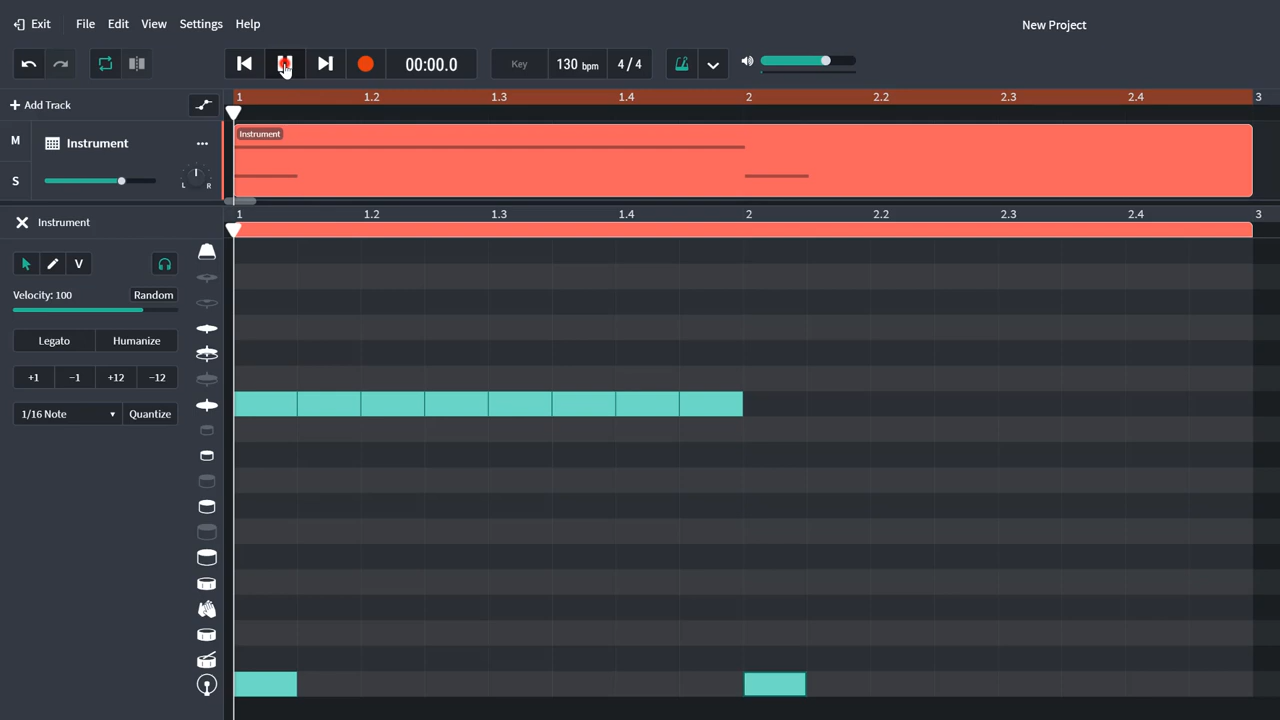 Exit File Edit View Settings Help New Project
00:00.0 Key 130 bpm 4 / 4
Add Track 1 1.2 1.3 1.4 2 2.2 2.3 2.4 3
Instrument
M Instrument
S L R
Instrument 1 1.2 1.3 1.4 2 2.2 2.3 2.4 3
V
Velocity: 100 Random
Legato Humanize
+1 −1 +12 −12
1/16 Note Quantize